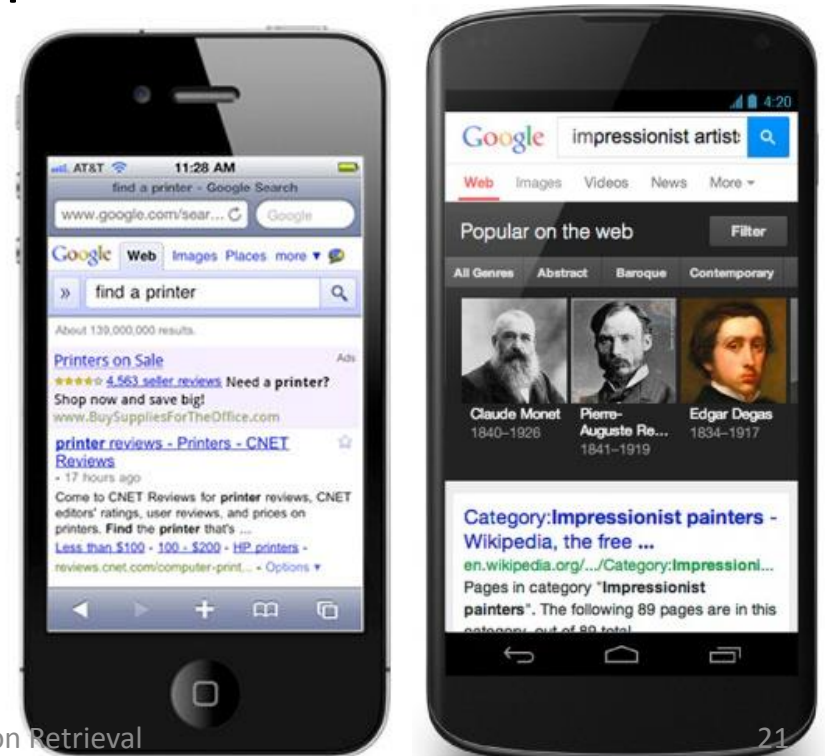 AT&T 11:28 AM
find a printer - Google Search
www.google.com/sear... Google
Google Web Images Places more ▼
» find a printer
About 139,000,000 results.
Printers on Sale Ads
4,563 seller reviews Need a printer?
Shop now and save big!
www.BuySuppliesForTheOffice.com
printer reviews - Printers - CNET
Reviews
- 17 hours ago
Come to CNET Reviews for printer reviews, CNET
editors' ratings, user reviews, and prices on
printers. Find the printer that's ...
Less than $100 - 100 - $200 - HP printers -
reviews.cnet.com/computer-print... - Options ▼
4:20
Google impressionist artist
Web Images Videos News More
Popular on the web Filter
All Genres Abstract Baroque Contemporary
Claude Monet
1840–1926
Pierre-
Auguste Re...
1841–1919
Edgar Degas
1834–1917
Category:Impressionist painters -
Wikipedia, the free ...
en.wikipedia.org/.../Category:Impressioni...
Pages in category "Impressionist
painters". The following 89 pages are in this
category, out of 89 total
on Retrieval 21